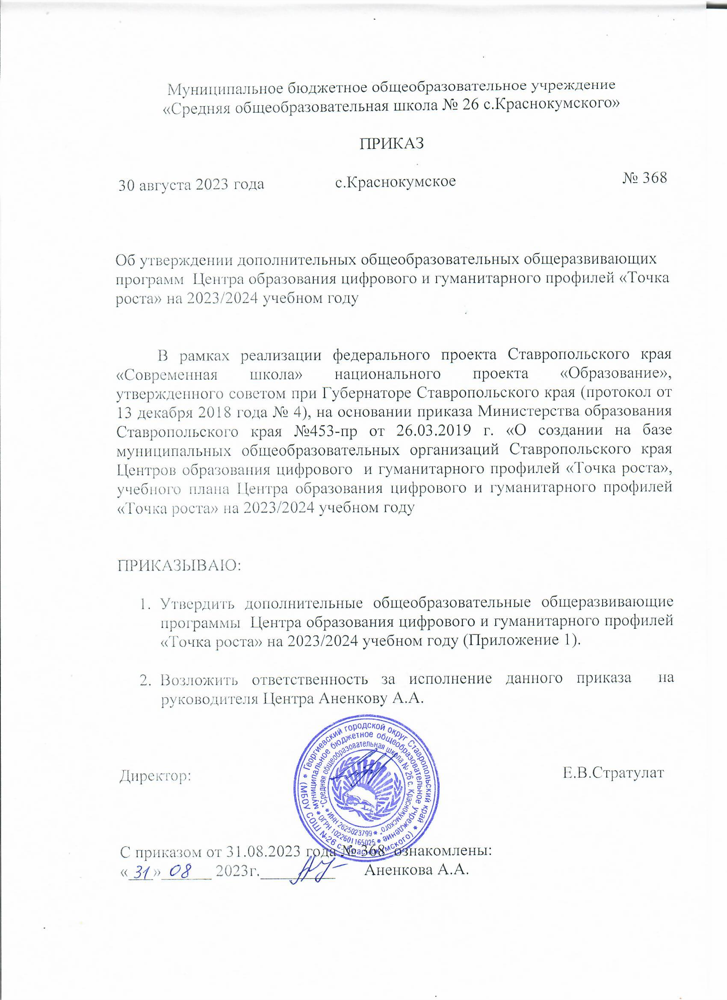 Муниципальное бюджетное общеобразовательное учреждение
«Средняя общеобразовательная школа № 26 с.Краснокумского»
ПРИКАЗ
30 августа 2023 года с.Краснокумское № 368
Об утверждении дополнительных общеобразовательных общеразвивающих
программ Центра образования цифрового и гуманитарного профилей «Точка
роста» на 2023/2024 учебном году
В рамках реализации федерального проекта Ставропольского края
«Современная школа» национального проекта «Образование»,
утвержденного советом при Губернаторе Ставропольского края (протокол от
13 декабря 2018 года № 4), на основании приказа Министерства образования
Ставропольского края №453-пр от 26.03.2019 г. «О создании на базе
муниципальных общеобразовательных организаций Ставропольского края
Центров образования цифрового и гуманитарного профилей «Точка роста»,
учебного плана Центра образования цифрового и гуманитарного профилей
«Точка роста» на 2023/2024 учебном году
ПРИКАЗЫВАЮ:
1. Утвердить дополнительные общеобразовательные общеразвивающие
программы Центра образования цифрового и гуманитарного профилей
«Точка роста» на 2023/2024 учебном году (Приложение 1).
2. Возложить ответственность за исполнение данного приказа на
руководителя Центра Аненкову А.А.
Директор: Е.В.Стратулат
* Георгиевский городской округ Ставропольский край *
(МБОУ СОШ №26 с. Краснокумского)
* Муниципальное бюджетное общеобразовательное учреждение *
ОГРН 1022601165025
"Средняя общеобразовательная школа № 26 с. Краснокумского"
* ИНН 2625023799 *
С приказом от 31.08.2023 года № 368 ознакомлены:
«31» 08 2023г. Аненкова А.А.